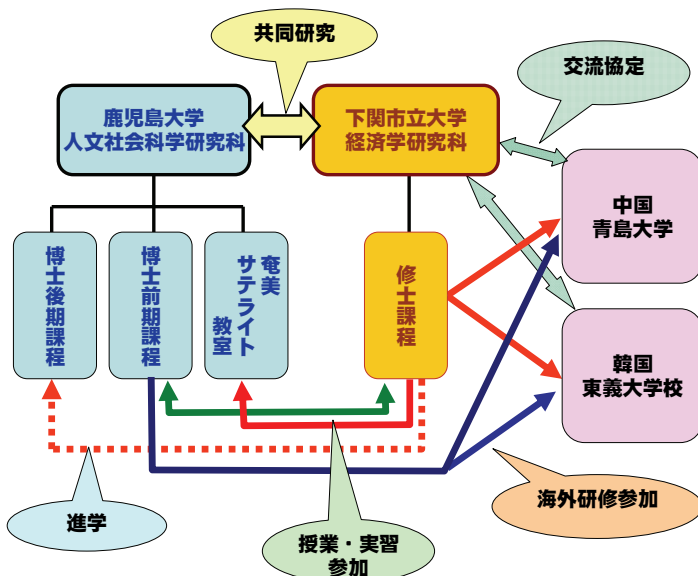 共同研究
交流協定
鹿児島大学
人文社会科学研究科
下関市立大学
経済学研究科
中国
青島大学
博士後期課程
博士前期課程
奄美
サテライト
教室
修士課程
韓国
東義大学校
進学
授業・実習
参加
海外研修参加